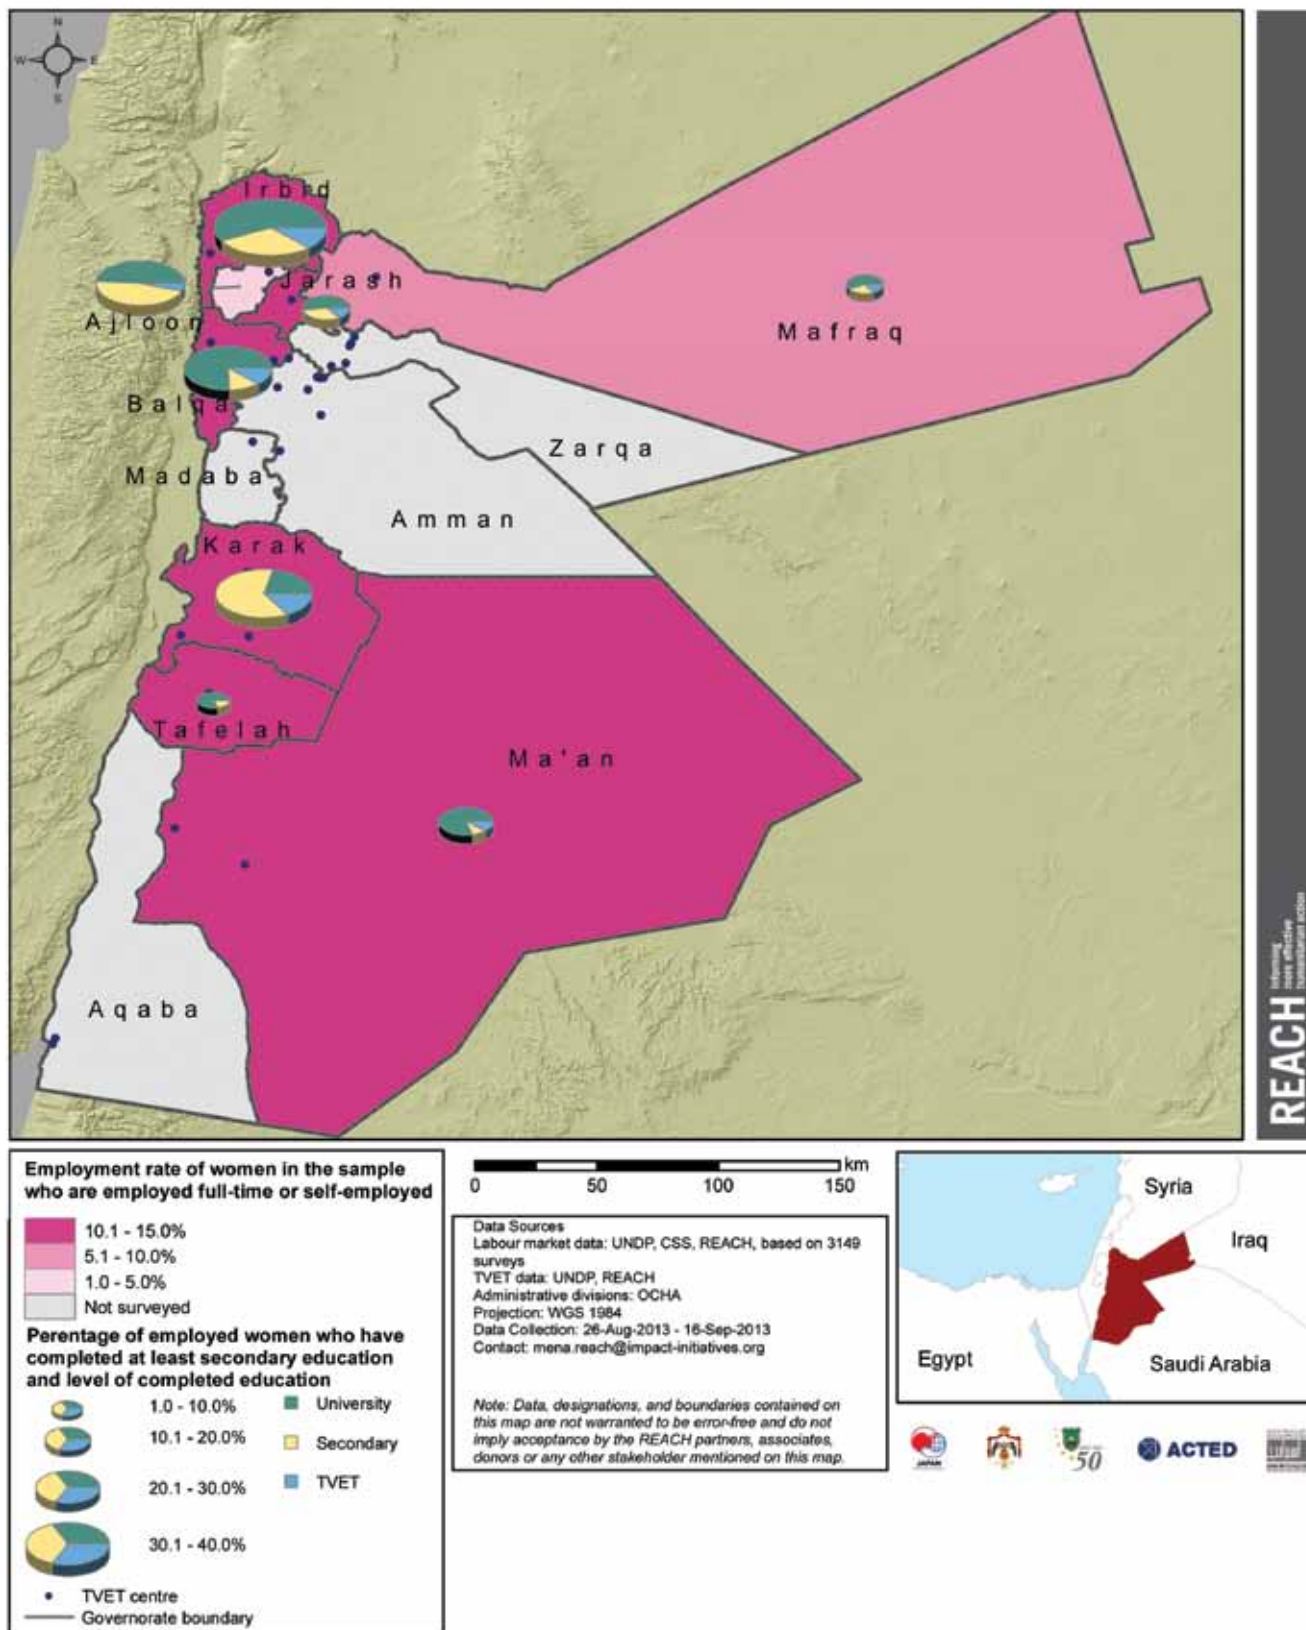 N
W
E
S
Irbid
Jarash
Ajloon
Mafraq
Balqa
Zarqa
Madaba
Amman
Karak
Tafelah
Ma'an
Aqaba
REACH
Informing
more effective
humanitarian action
Employment rate of women in the sample
who are employed full-time or self-employed
10.1 - 15.0%
5.1 - 10.0%
1.0 - 5.0%
Not surveyed
Perentage of employed women who have
completed at least secondary education
and level of completed education
1.0 - 10.0%
10.1 - 20.0%
20.1 - 30.0%
30.1 - 40.0%
University
Secondary
TVET
TVET centre
Governorate boundary
km
0 50 100 150
Data Sources
Labour market data: UNDP, CSS, REACH, based on 3149
surveys
TVET data: UNDP, REACH
Administrative divisions: OCHA
Projection: WGS 1984
Data Collection: 26-Aug-2013 - 16-Sep-2013
Contact: mena.reach@impact-initiatives.org
Note: Data, designations, and boundaries contained on
this map are not warranted to be error-free and do not
imply acceptance by the REACH partners, associates,
donors or any other stakeholder mentioned on this map.
Syria
Iraq
Egypt
Saudi Arabia
JAPAN
50
ACTED